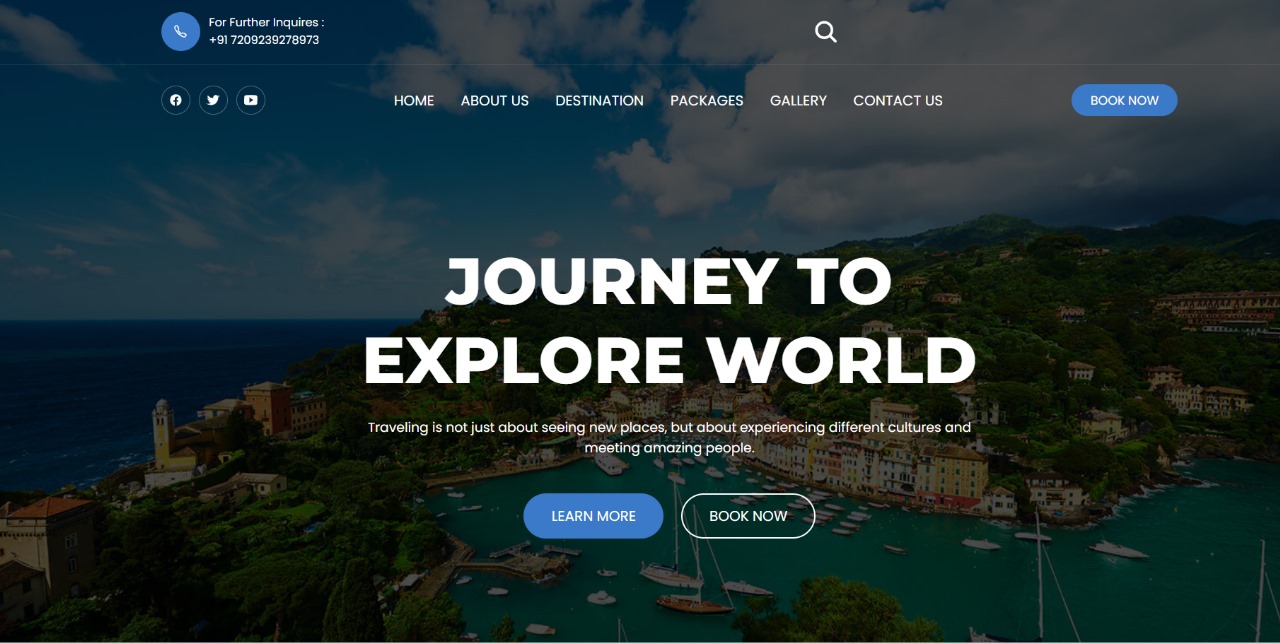 For Further Inquires :
+91 7209239278973
HOME ABOUT US DESTINATION PACKAGES GALLERY CONTACT US
BOOK NOW
JOURNEY TO
EXPLORE WORLD
Traveling is not just about seeing new places, but about experiencing different cultures and
meeting amazing people.
LEARN MORE
BOOK NOW